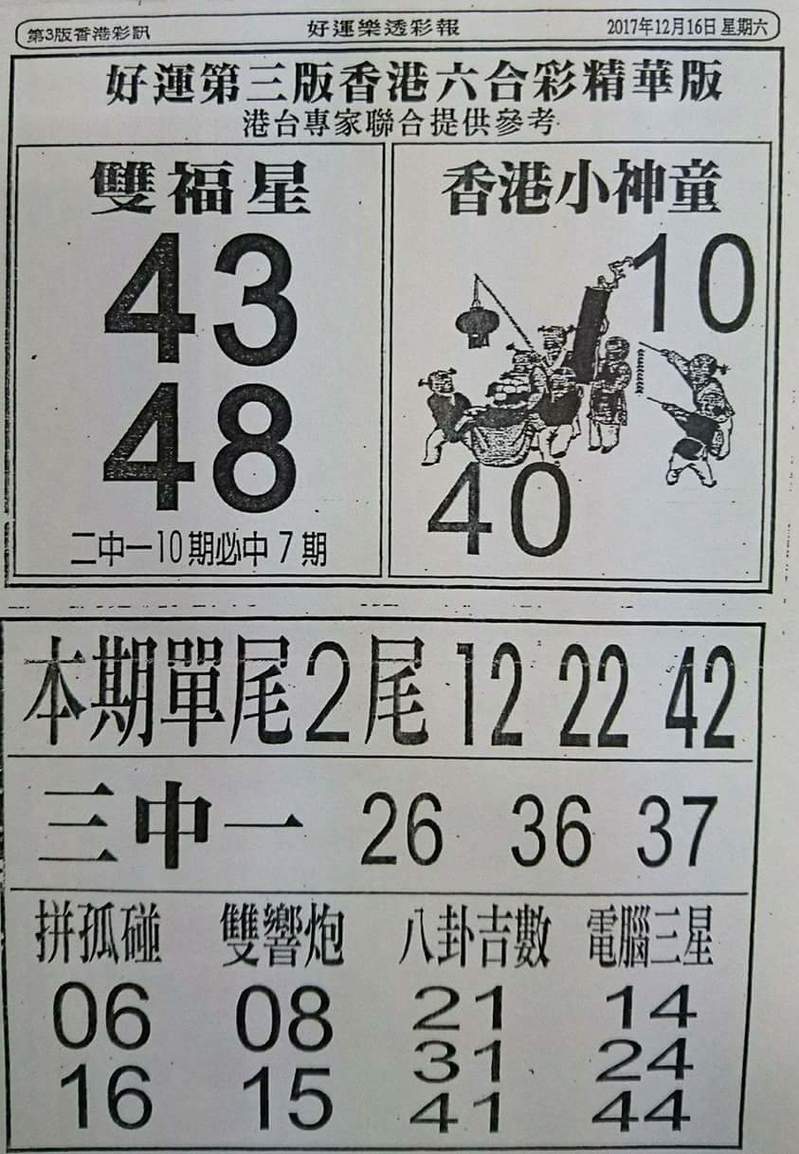 第3版香港彩訊
好運樂透彩報
2017年12月16日 星期六
好運第三版香港六合彩精華版
港台專家聯合提供參考
雙福星
43
48
二中一10期必中7期
香港小神童
10
40
本期單尾2尾 12 22 42
三中一 26 36 37
拼孤碰
06
16
雙響炮
08
15
八卦吉數
21
31
41
電腦三星
14
24
44